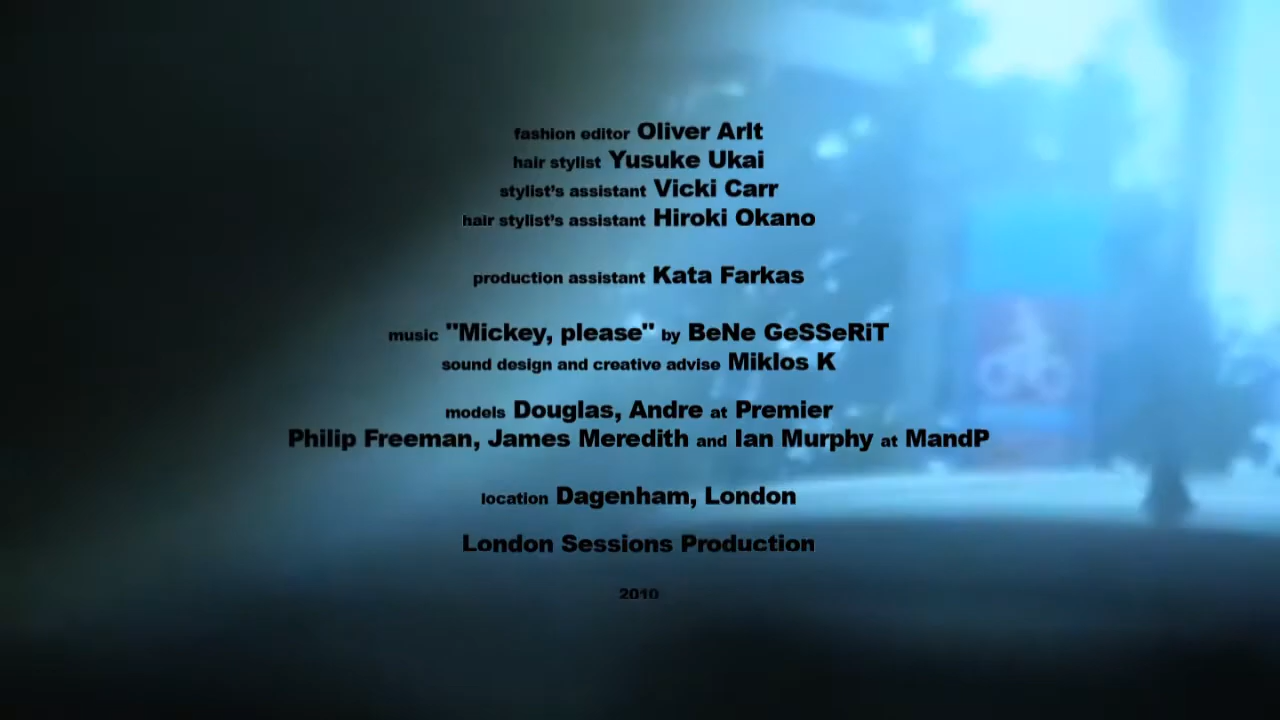 fashion editor Oliver Arlt
hair stylist Yusuke Ukai
stylist's assistant Vicki Carr
hair stylist's assistant Hiroki Okano
production assistant Kata Farkas
music "Mickey, please" by BeNe GeSSeRiT
sound design and creative advise Miklos K
models Douglas, Andre at Premier
Philip Freeman, James Meredith and Ian Murphy at MandP
location Dagenham, London
London Sessions Production
2010